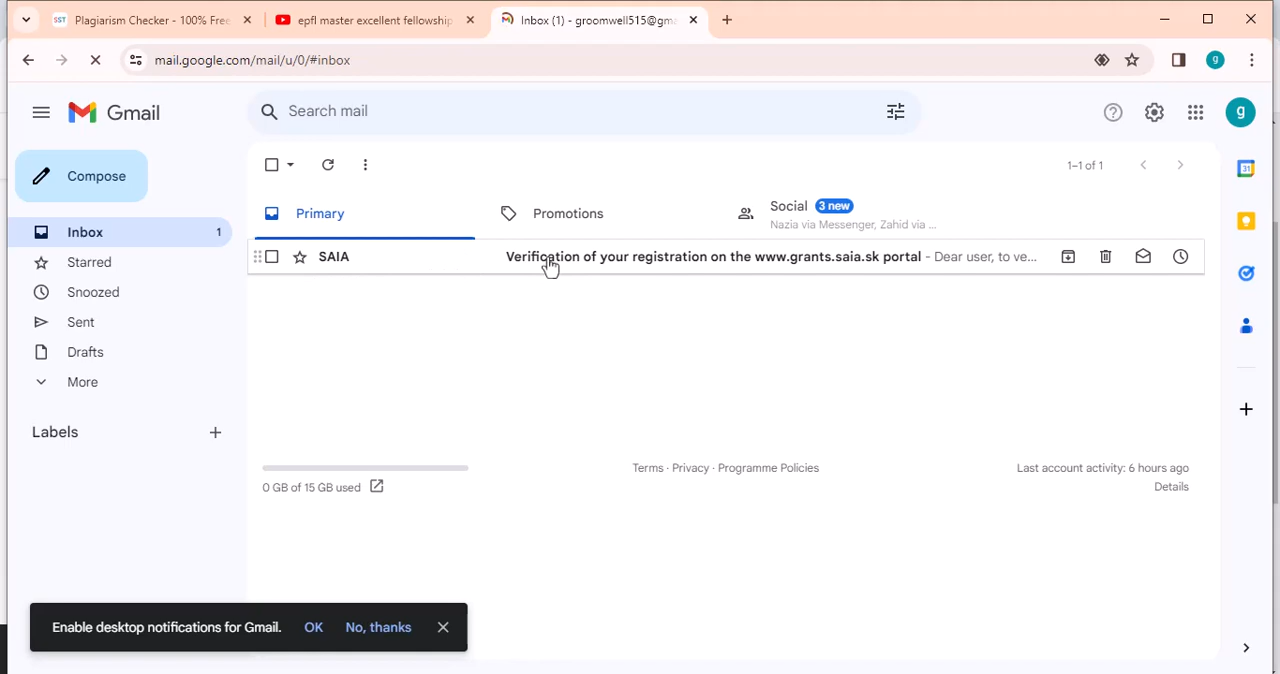 SST Plagiarism Checker - 100% Free
epfl master excellent fellowship
Inbox (1) - groomwell515@gm
mail.google.com/mail/u/0/#inbox
g
Gmail
Search mail
g
Compose
1–1 of 1
Primary
Promotions
Social 3 new
Nazia via Messenger, Zahid via ...
Inbox 1
SAIA Verification of your registration on the www.grants.saia.sk portal - Dear user, to ve...
Starred
Snoozed
Sent
Drafts
More
Labels
31
0 GB of 15 GB used
Terms · Privacy · Programme Policies
Last account activity: 6 hours ago
Details
Enable desktop notifications for Gmail. OK No, thanks